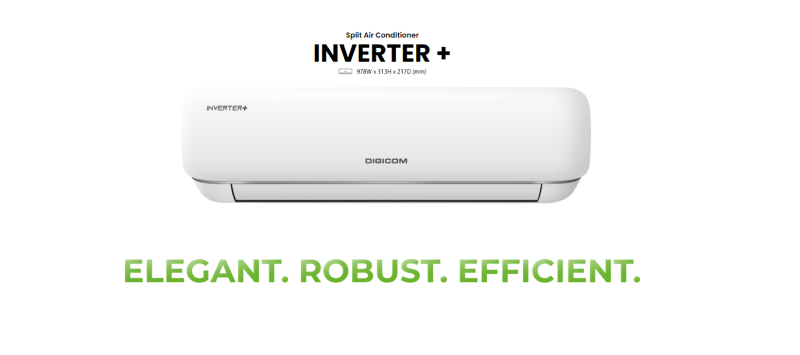 Split Air Conditioner
INVERTER +
978W x 313H x 217D (mm)
INVERTER+
DIGICOM
ELEGANT. ROBUST. EFFICIENT.